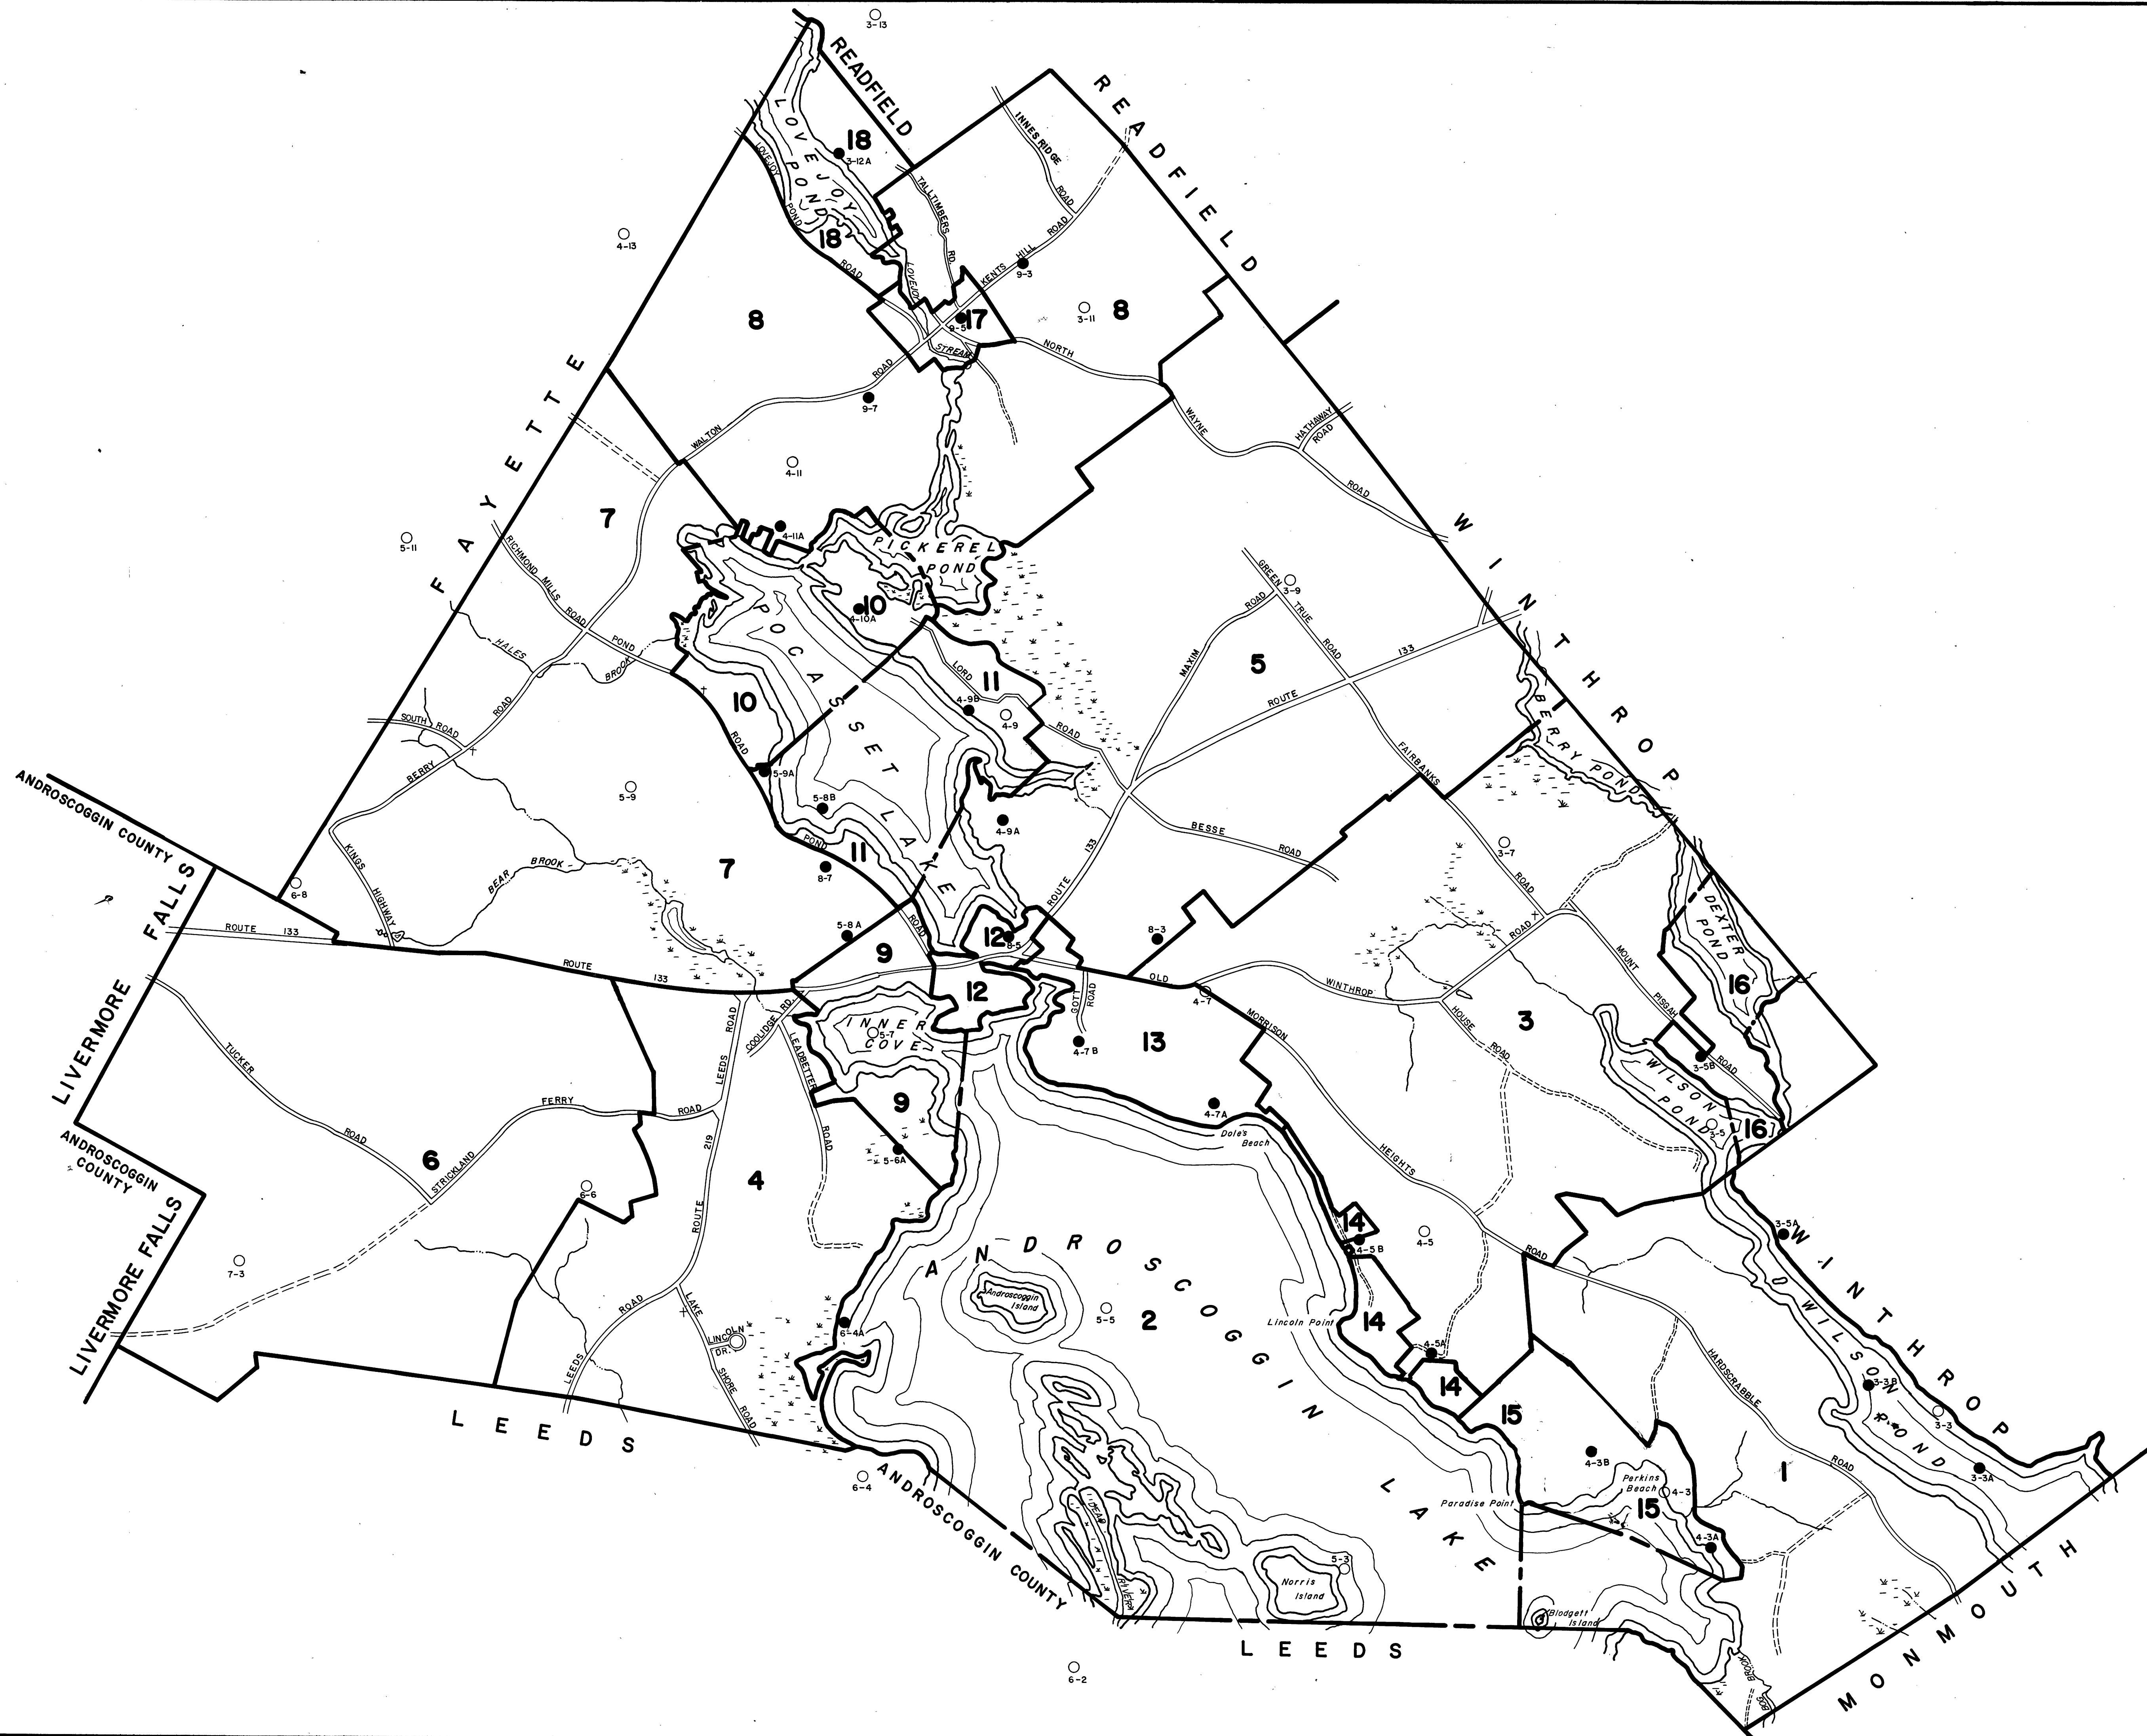 3-13
READFIELD
READFIELD
LOVEJOY
POND
18
3-12A
INNES RIDGE
ROAD
TALLTIMBERS
RD.
LOVEJOY
POND
ROAD
18
4-13
KENTS HILL ROAD
9-3
LOVEJOY
STREAM
8
17
9-5
3-11
8
NORTH
WAYNE
ROAD
HATHAWAY
ROAD
FAYETTE
WALTON
ROAD
9-7
4-11
7
4-11A
5-11
PICKEREL
POND
WINTHROP
RICHMOND MILLS
ROAD
POND
ROAD
10
4-10A
GREEN
TRUE
ROAD
3-9
MAXIM
ROAD
5
ROUTE
133
HALES
BROOK
POCASSET
LAKE
LORD
ROAD
11
4-9B
4-9
10
BERRY POND
SOUTH ROAD
BERRY
ROAD
5-9A
5-9
5-8B
4-9A
FAIRBANKS
ROAD
ANDROSCOGGIN COUNTY
BESSE
ROAD
3-7
KINGS
HIGHWAY
6-8
BEAR
BROOK
7
POND
ROAD
11
8-7
ROUTE
133
LIVERMORE
FALLS
ROUTE
133
5-8A
12
8-5
8-3
DEXTER
POND
9
ROUTE
133
OLD
WINTHROP
ROAD
MOUNT
PISGAH
ROAD
16
12
GOTT
ROAD
4-7
COOLIDGE RD.
LEEDS
ROAD
INNER
COVE
5-7
MORRISON
HEIGHTS
ROAD
HOUSE
ROAD
3
13
4-7B
LEADBETTER
ROAD
3-5B
WILSON
POND
TUCKER
ROAD
9
4-7A
3-5
16
FERRY
ROAD
STRICKLAND
6
219
ROUTE
Dole's
Beach
5-6A
ANDROSCOGGIN
COUNTY
4
6-6
LIVERMORE FALLS
7-3
14
4-5B
4-5
3-5A
WINTHROP
ANDROSCOGGIN
LAKE
Androscoggin
Island
5-5
2
Lincoln Point
14
4-5A
14
WILSON
POND
LEEDS
ROAD
LAKE
SHORE
ROAD
LINCOLN
DR.
6-4A
HARDSCRABBLE
ROAD
3-3B
3-3
3-3A
15
4-3B
1
LEEDS
6-4
ANDROSCOGGIN COUNTY
Paradise Point
Perkins
Beach
4-3
15
4-3A
DEAD
RIVER
5-3
Norris
Island
Blodgett
Island
LEEDS
6-2
BOG
BROOK
MONMOUTH